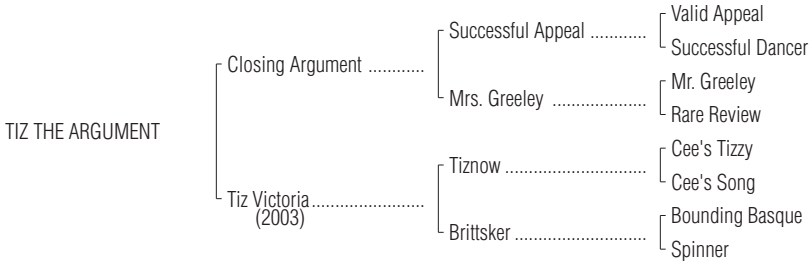 Valid Appeal
Successful Appeal ............
Successful Dancer
Closing Argument ............
Mr. Greeley
Mrs. Greeley ....................
Rare Review
TIZ THE ARGUMENT
Cee's Tizzy
Tiznow ..............................
Cee's Song
Tiz Victoria........................
(2003)
Bounding Basque
Brittsker ............................
Spinner